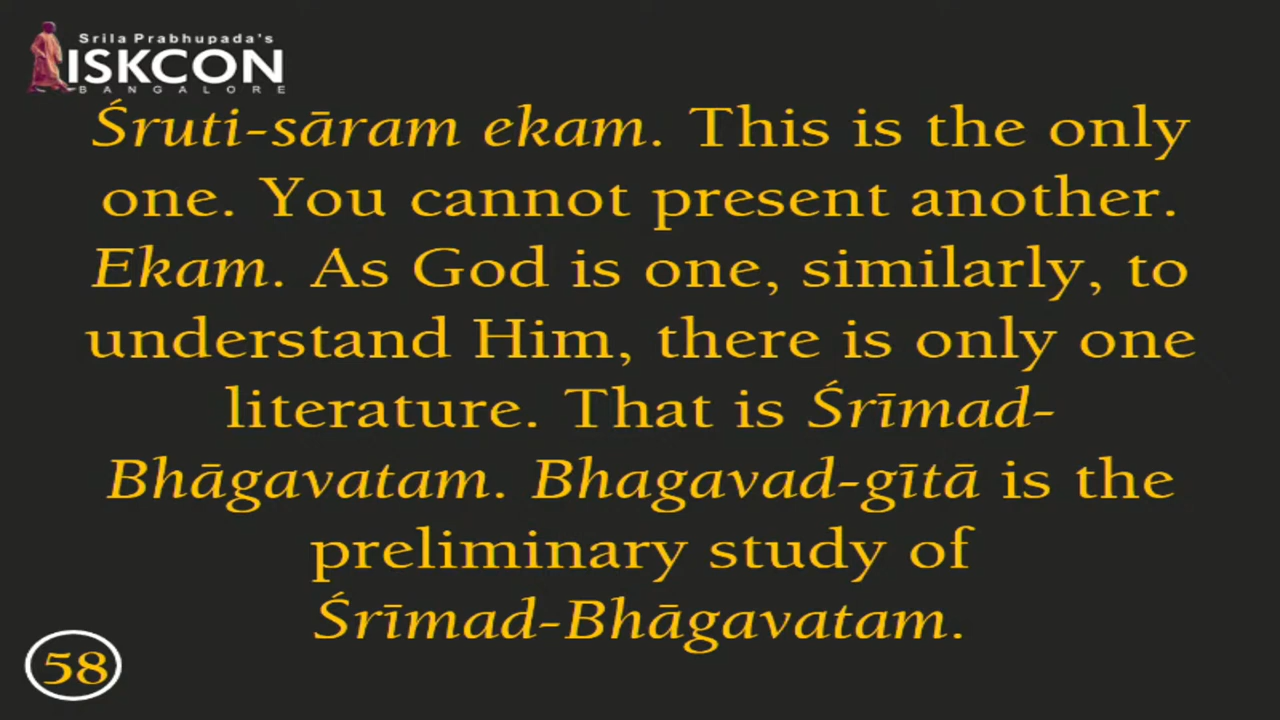 Srila Prabhupada's
ISKCON
BANGALORE
Śruti-sāram ekam. This is the only
one. You cannot present another.
Ekam. As God is one, similarly, to
understand Him, there is only one
literature. That is Śrīmad-
Bhāgavatam. Bhagavad-gītā is the
preliminary study of
Śrīmad-Bhāgavatam.
58